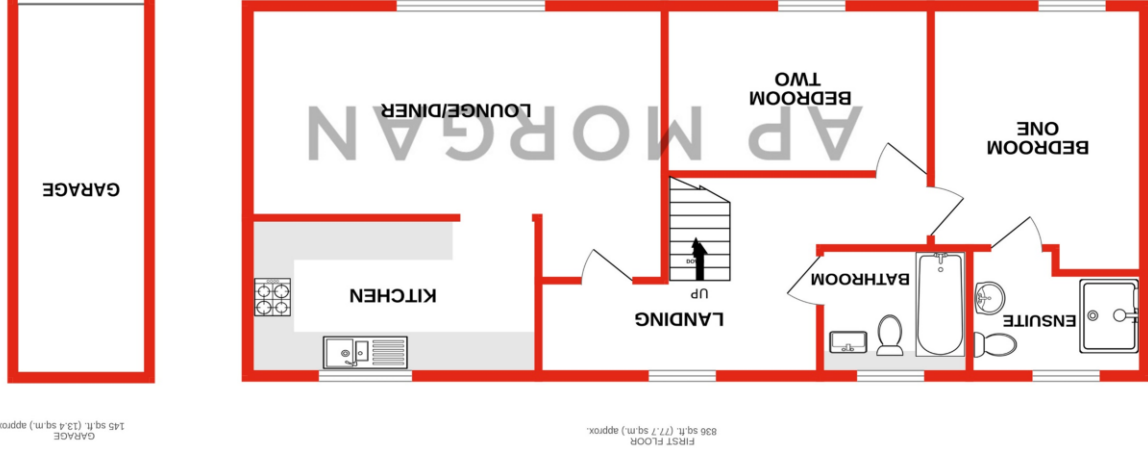 FIRST FLOOR
836 sq.ft. (77.7 sq.m.) approx.
GARAGE
145 sq.ft. (13.4 sq.m.) approx
ENSUITE
BATHROOM
LANDING
UP
KITCHEN
BEDROOM
ONE
BEDROOM
TWO
LOUNGE/DINER
GARAGE
AP MORGAN